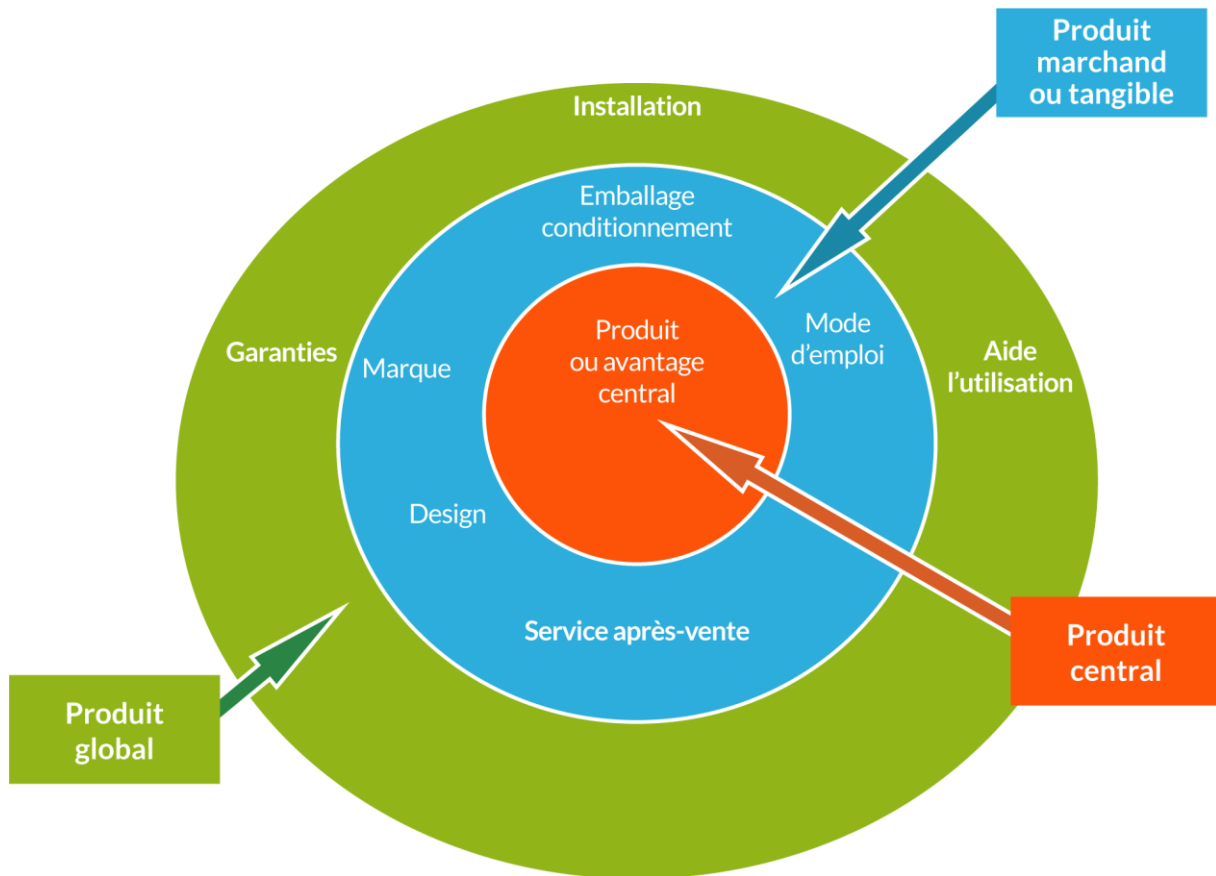 Produit
marchand
ou tangible
Installation
Emballage
conditionnement
Produit
ou avantage
central
Mode
d’emploi
Garanties
Marque
Aide
l’utilisation
Design
Service après-vente
Produit
central
Produit
global